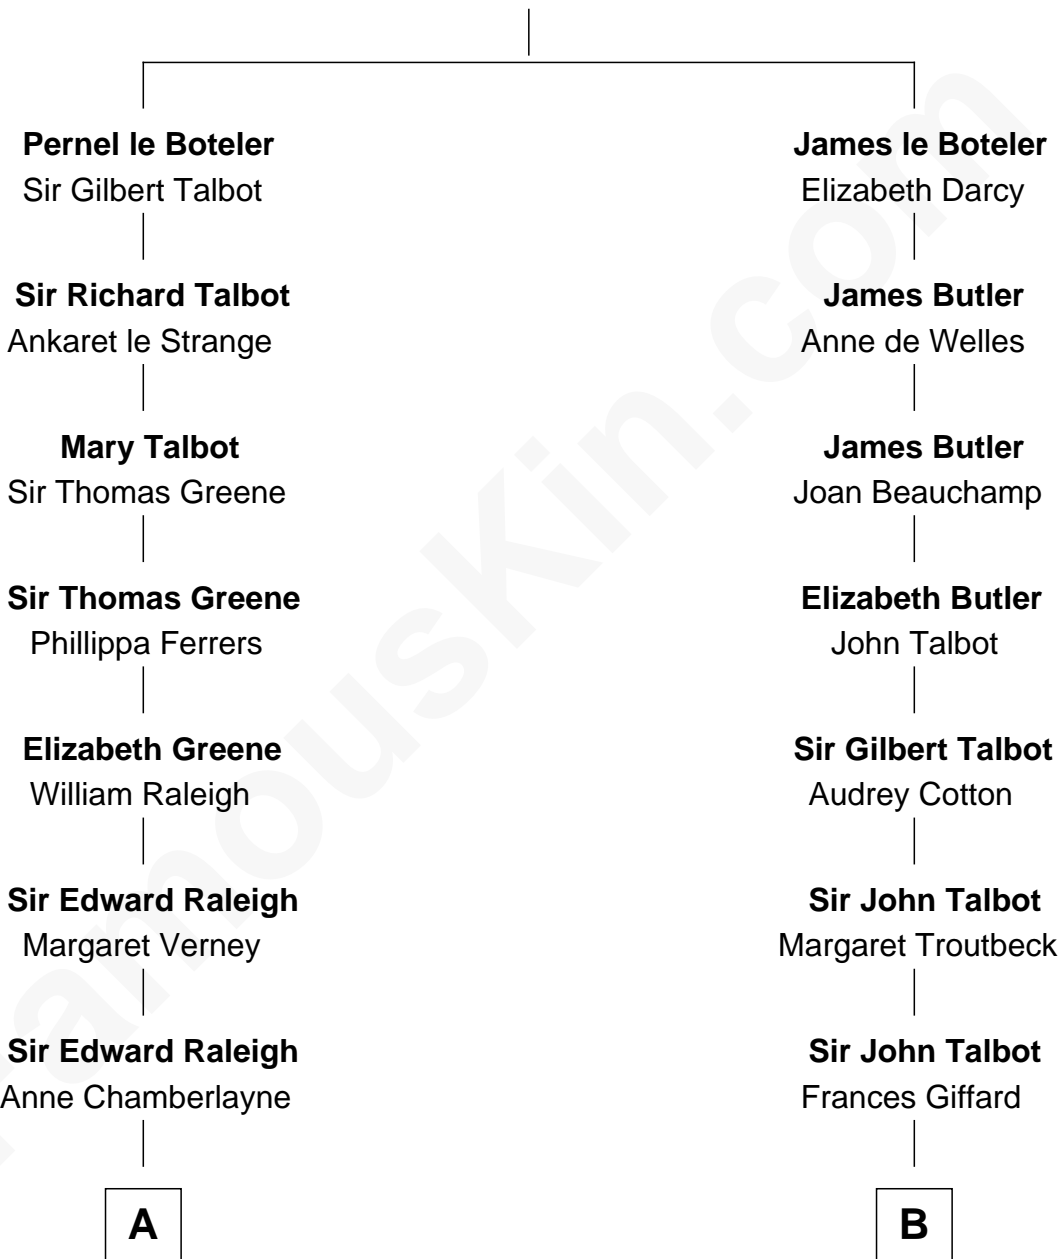 Pernel le Boteler
Sir Gilbert Talbot
Sir Richard Talbot
Ankaret le Strange
Mary Talbot
Sir Thomas Greene
Sir Thomas Greene
Phillippa Ferrers
Elizabeth Greene
William Raleigh
Sir Edward Raleigh
Margaret Verney
Sir Edward Raleigh
Anne Chamberlayne
A
James le Boteler
Elizabeth Darcy
James Butler
Anne de Welles
James Butler
Joan Beauchamp
Elizabeth Butler
John Talbot
Sir Gilbert Talbot
Audrey Cotton
Sir John Talbot
Margaret Troutbeck
Sir John Talbot
Frances Giffard
B
FamousKin.com